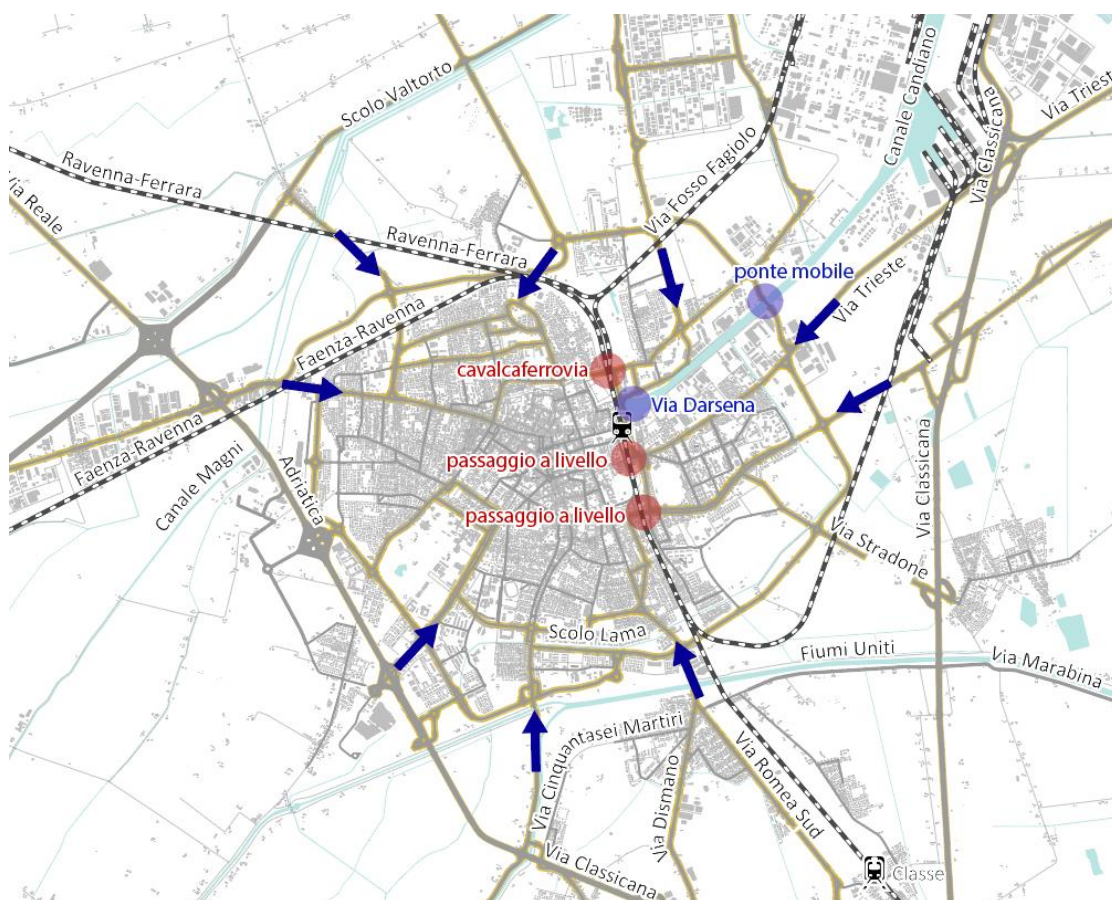 Scolo Valtorto
Via Trieste
Canale Candiano
Via Classicana
Ravenna-Ferrara
Via Fosso Fagiolo
Via Reale
Ravenna-Ferrara
ponte mobile
Via Trieste
Faenza-Ravenna
cavalcaferrovia
Via Darsena
Faenza-Ravenna
passaggio a livello
Canale Magni
Adriatica
passaggio a livello
Via Classicana
Via Stradone
Scolo Lama
Fiumi Uniti
Via Marabina
Via Cinquantasei Martiri
Via Dismano
Via Romea Sud
Via Classicana
Classe